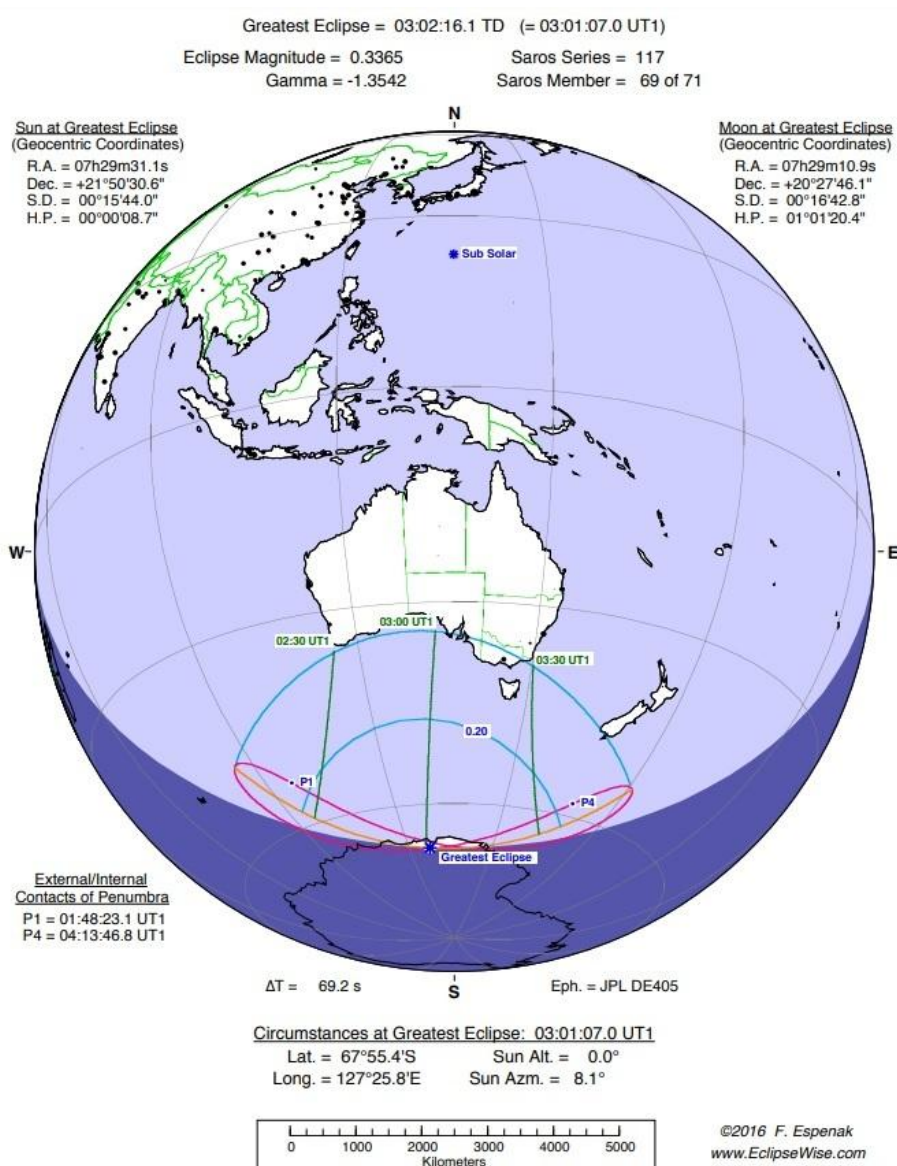 Greatest Eclipse = 03:02:16.1 TD (= 03:01:07.0 UT1)
Eclipse Magnitude = 0.3365 Saros Series = 117
Gamma = -1.3542 Saros Member = 69 of 71
Sun at Greatest Eclipse
(Geocentric Coordinates)
R.A. = 07h29m31.1s
Dec. = +21°50'30.6"
S.D. = 00°15'44.0"
H.P. = 00°00'08.7"
N
Moon at Greatest Eclipse
(Geocentric Coordinates)
R.A. = 07h29m10.9s
Dec. = +20°27'46.1"
S.D. = 00°16'42.8"
H.P. = 01°01'20.4"
Sub Solar
W
E
03:00 UT1
02:30 UT1
03:30 UT1
0.20
P1
P4
Greatest Eclipse
External/Internal
Contacts of Penumbra
P1 = 01:48:23.1 UT1
P4 = 04:13:46.8 UT1
S
ΔT = 69.2 s
Eph. = JPL DE405
Circumstances at Greatest Eclipse: 03:01:07.0 UT1
Lat. = 67°55.4'S Sun Alt. = 0.0°
Long. = 127°25.8'E Sun Azm. = 8.1°
0 1000 2000 3000 4000 5000
Kilometers
©2016 F. Espenak
www.EclipseWise.com